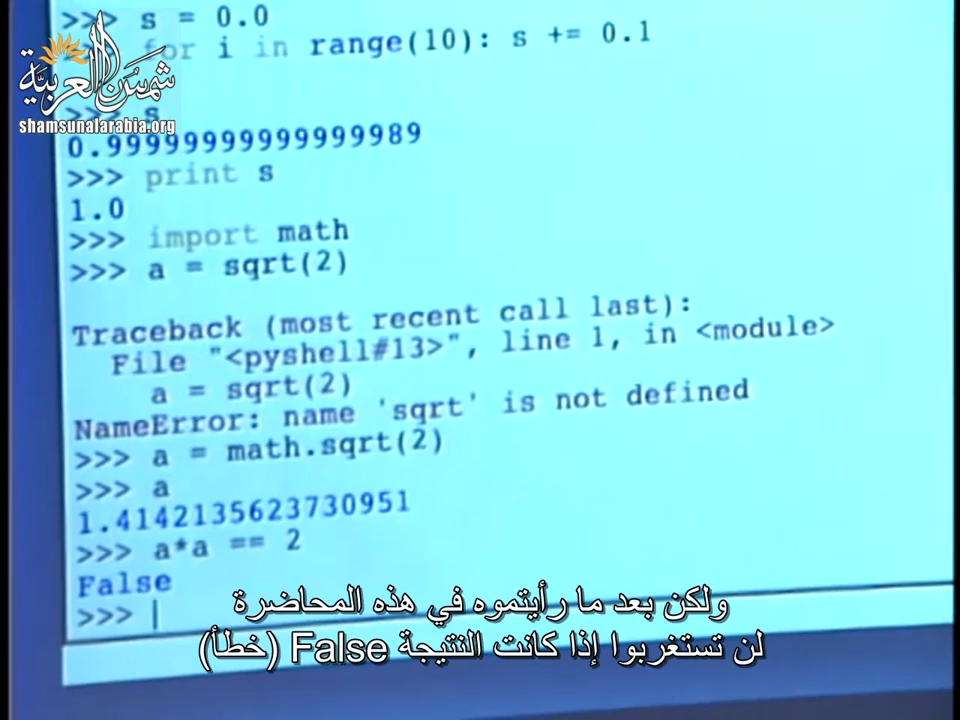 >>> s = 0.0
>>> for i in range(10): s += 0.1
شمس العربية
shamsunalarabia.org
>>> s
0.99999999999999989
>>> print s
1.0
>>> import math
>>> a = sqrt(2)
Traceback (most recent call last):
File "<pyshell#13>", line 1, in <module>
a = sqrt(2)
NameError: name 'sqrt' is not defined
>>> a = math.sqrt(2)
>>> a
1.4142135623730951
>>> a*a == 2
False
>>>
ولكن بعد ما رأيتموه في هذه المحاضرة
لن تستغربوا إذا كانت النتيجة False (خطأ)